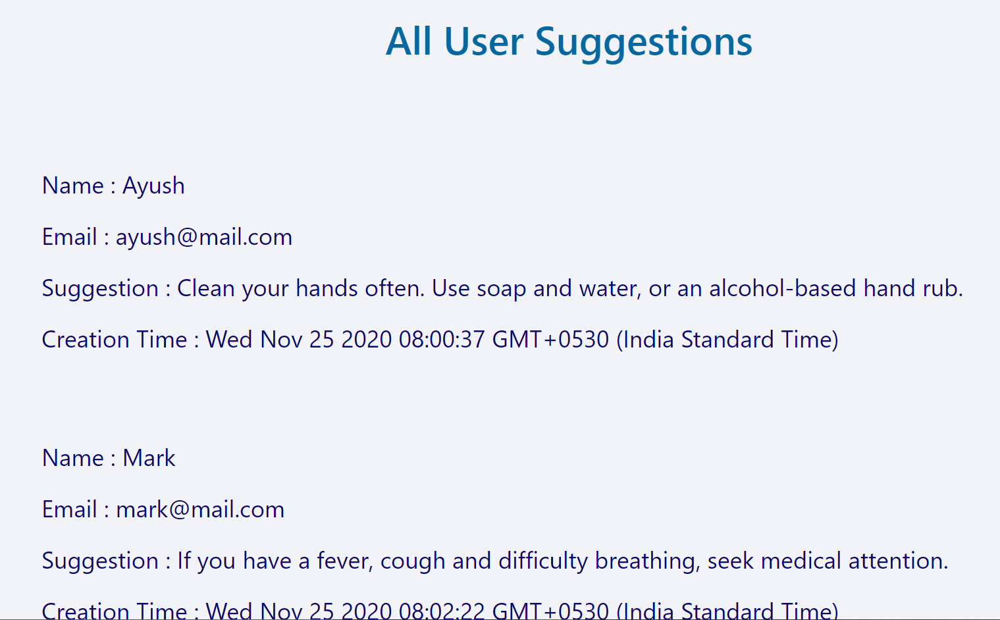 All User Suggestions
Name : Ayush
Email : ayush@mail.com
Suggestion : Clean your hands often. Use soap and water, or an alcohol-based hand rub.
Creation Time : Wed Nov 25 2020 08:00:37 GMT+0530 (India Standard Time)
Name : Mark
Email : mark@mail.com
Suggestion : If you have a fever, cough and difficulty breathing, seek medical attention.
Creation Time : Wed Nov 25 2020 08:02:22 GMT+0530 (India Standard Time)